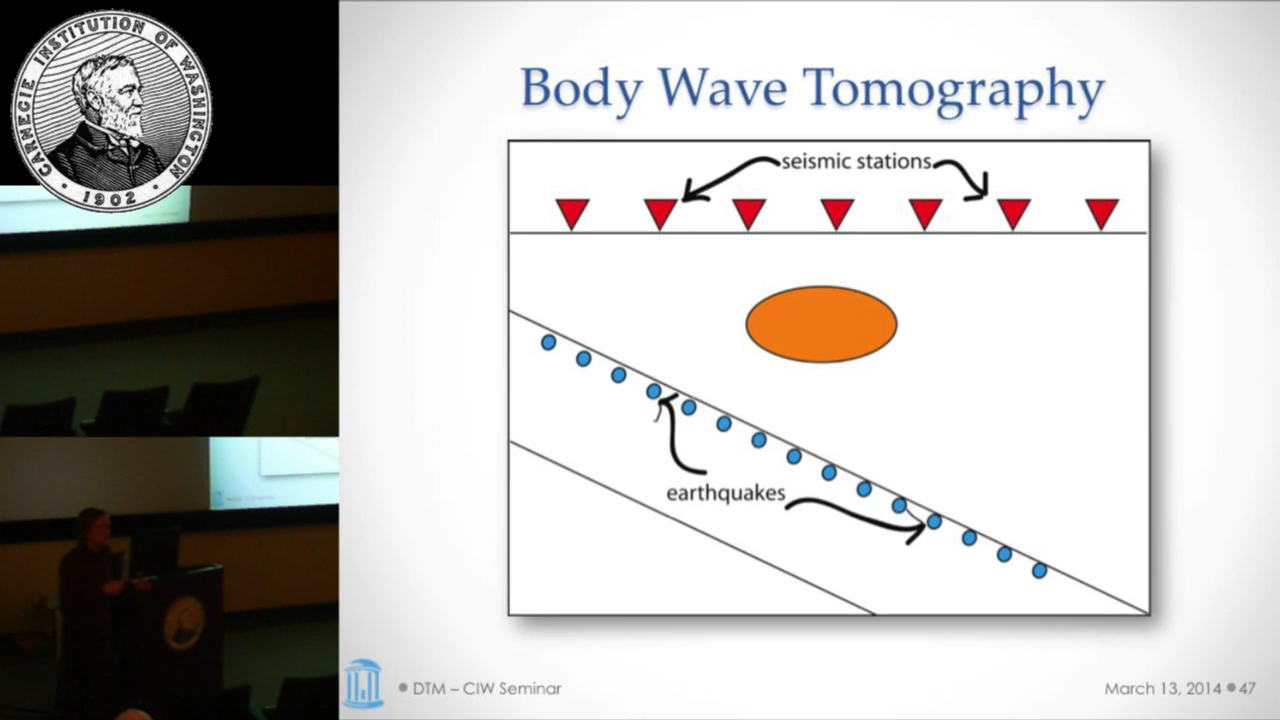 CARNEGIE INSTITUTION OF WASHINGTON
1902
Body Wave Tomography
seismic stations
earthquakes
DTM – CIW Seminar
March 13, 2014 47